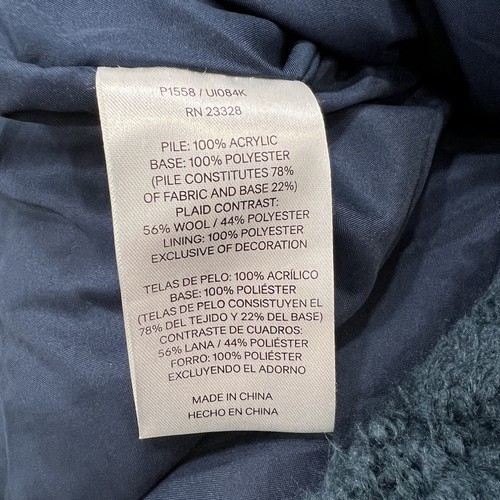 P1558 / UI084K
RN 23328
PILE: 100% ACRYLIC
BASE: 100% POLYESTER
(PILE CONSTITUTES 78%
OF FABRIC AND BASE 22%)
PLAID CONTRAST:
56% WOOL / 44% POLYESTER
LINING: 100% POLYESTER
EXCLUSIVE OF DECORATION
TELAS DE PELO: 100% ACRÍLICO
BASE: 100% POLIÉSTER
(TELAS DE PELO CONSISTUYEN EL
78% DEL TEJIDO Y 22% DEL BASE)
CONTRASTE DE CUADROS:
56% LANA / 44% POLIÉSTER
FORRO: 100% POLIÉSTER
EXCLUYENDO EL ADORNO
MADE IN CHINA
HECHO EN CHINA